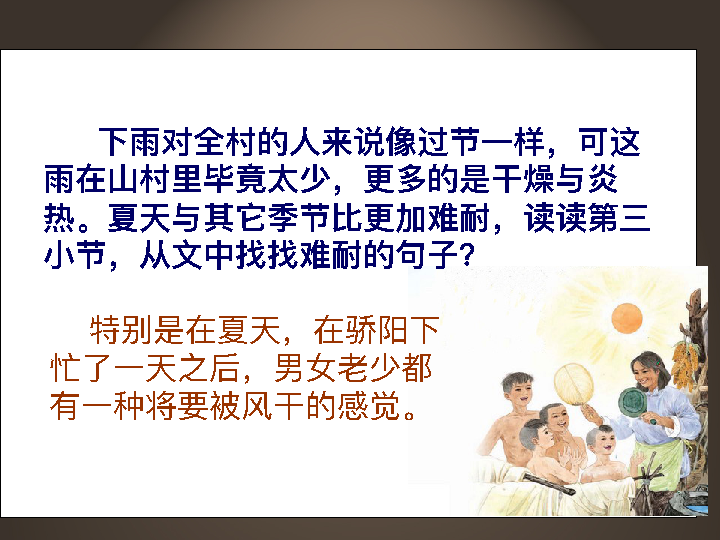 下雨对全村的人来说像过节一样，可这
雨在山村里毕竟太少，更多的是干燥与炎
热。夏天与其它季节比更加难耐，读读第三
小节，从文中找找难耐的句子？
特别是在夏天，在骄阳下
忙了一天之后，男女老少都
有一种将要被风干的感觉。